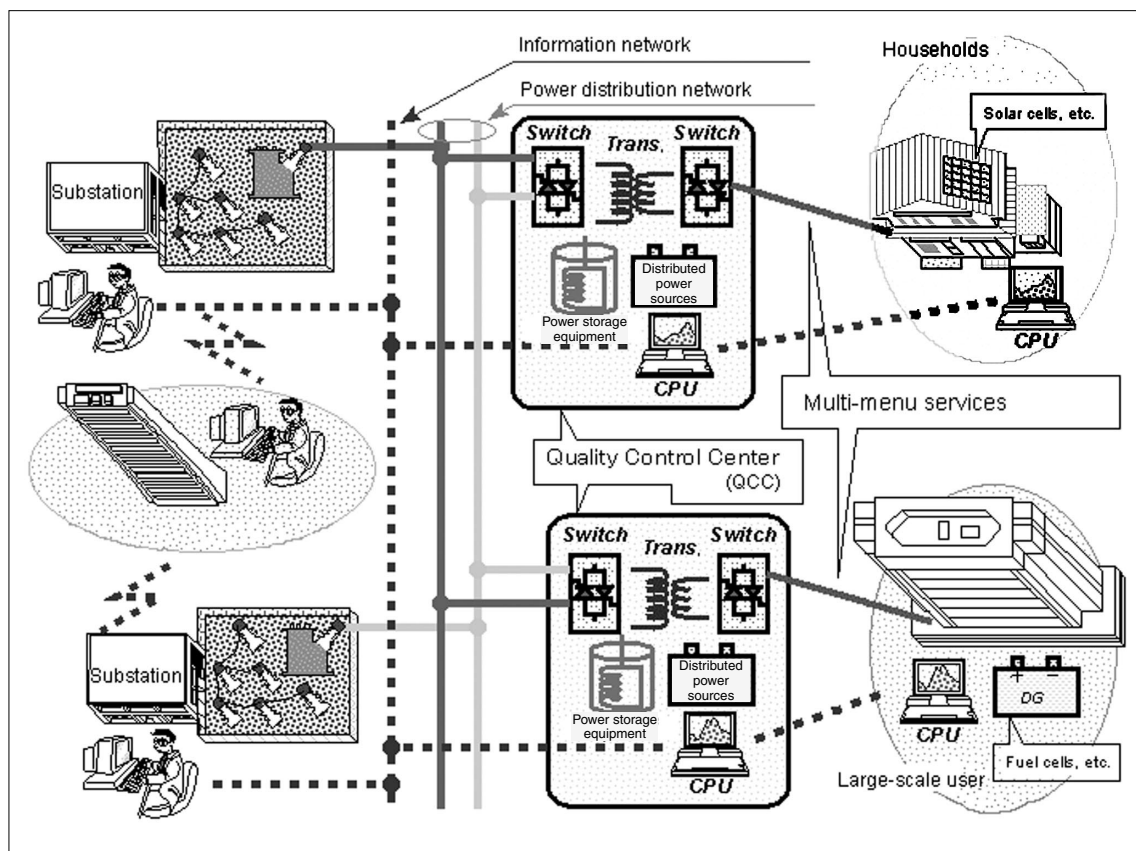 Information network
Power distribution network
Households
Solar cells, etc.
Switch
Trans.
Switch
Substation
Distributed
power
sources
Power storage
equipment
CPU
CPU
Multi-menu services
Quality Control Center
(QCC)
Switch
Trans.
Switch
Substation
Distributed
power
sources
Power storage
equipment
CPU
CPU
+ −
DG
Fuel cells, etc.
Large-scale user